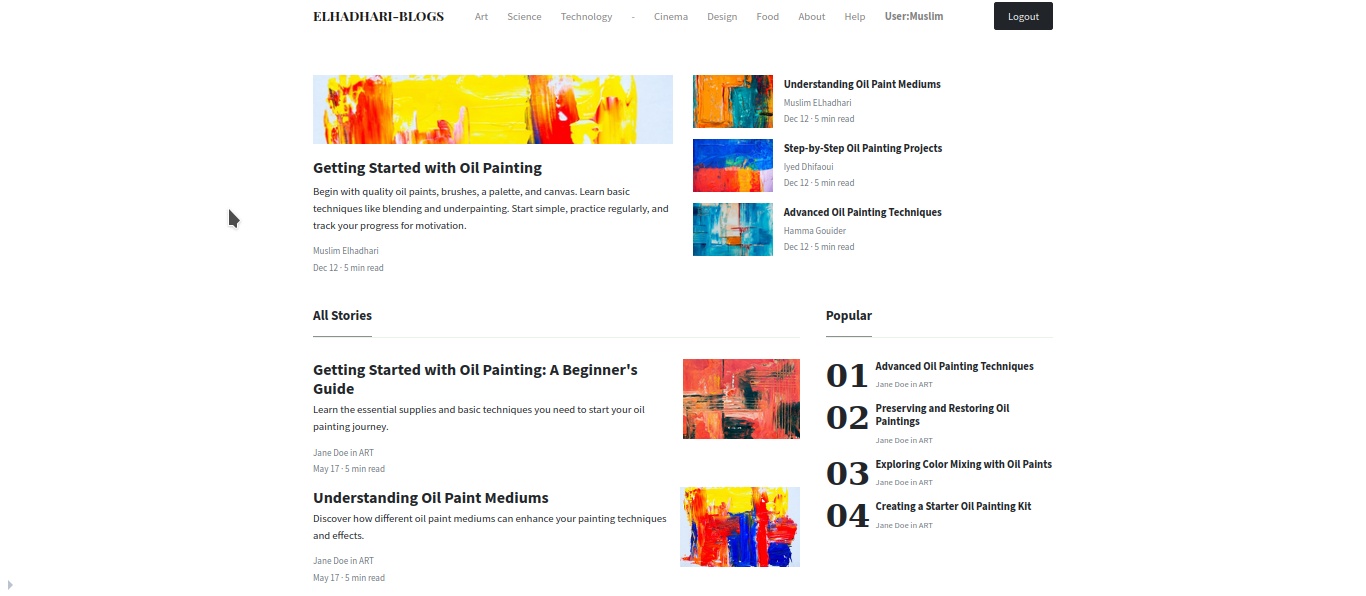 ELHADHARI-BLOGS Art Science Technology - Cinema Design Food About Help User:Muslim Logout
Getting Started with Oil Painting
Begin with quality oil paints, brushes, a palette, and canvas. Learn basic
techniques like blending and underpainting. Start simple, practice regularly, and
track your progress for motivation.
Muslim Elhadhari
Dec 12 · 5 min read
Understanding Oil Paint Mediums
Muslim ELhadhari
Dec 12 · 5 min read
Step-by-Step Oil Painting Projects
Iyed Dhifaoui
Dec 12 · 5 min read
Advanced Oil Painting Techniques
Hamma Gouider
Dec 12 · 5 min read
All Stories
Getting Started with Oil Painting: A Beginner's
Guide
Learn the essential supplies and basic techniques you need to start your oil
painting journey.
Jane Doe in ART
May 17 · 5 min read
Understanding Oil Paint Mediums
Discover how different oil paint mediums can enhance your painting techniques
and effects.
Jane Doe in ART
May 17 · 5 min read
Popular
01 Advanced Oil Painting Techniques
Jane Doe in ART
02 Preserving and Restoring Oil
Paintings
Jane Doe in ART
03 Exploring Color Mixing with Oil Paints
Jane Doe in ART
04 Creating a Starter Oil Painting Kit
Jane Doe in ART